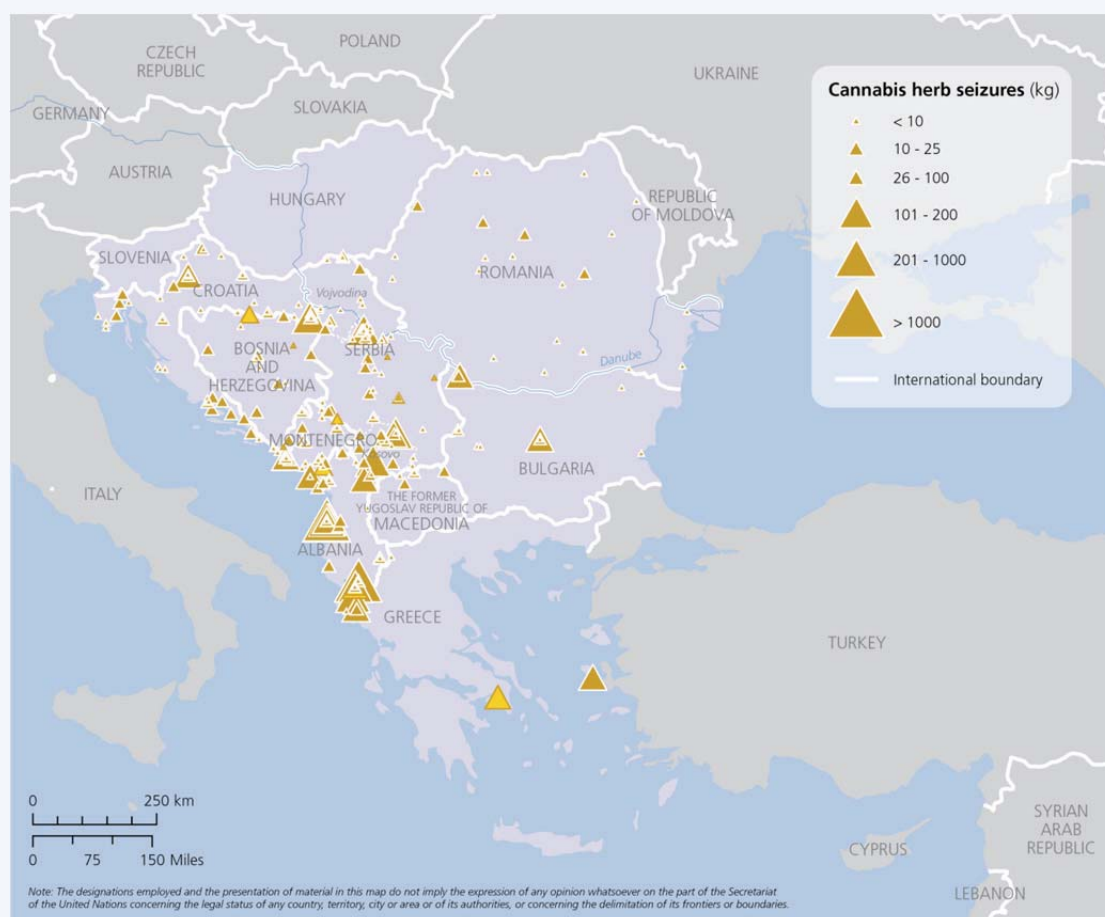 POLAND
CZECH
REPUBLIC
UKRAINE
SLOVAKIA
GERMANY
AUSTRIA
HUNGARY
REPUBLIC
OF MOLDOVA
SLOVENIA
ROMANIA
CROATIA
Vojvodina
BOSNIA
AND
HERZEGOVINA
SERBIA
Danube
MONTENEGRO
Kosovo
BULGARIA
ITALY
THE FORMER
YUGOSLAV REPUBLIC OF
MACEDONIA
ALBANIA
GREECE
TURKEY
SYRIAN
ARAB
REPUBLIC
CYPRUS
LEBANON
Cannabis herb seizures (kg)
< 10
10 - 25
26 - 100
101 - 200
201 - 1000
> 1000
International boundary
0 250 km
0 75 150 Miles
Note: The designations employed and the presentation of material in this map do not imply the expression of any opinion whatsoever on the part of the Secretariat
of the United Nations concerning the legal status of any country, territory, city or area or of its authorities, or concerning the delimitation of its frontiers or boundaries.